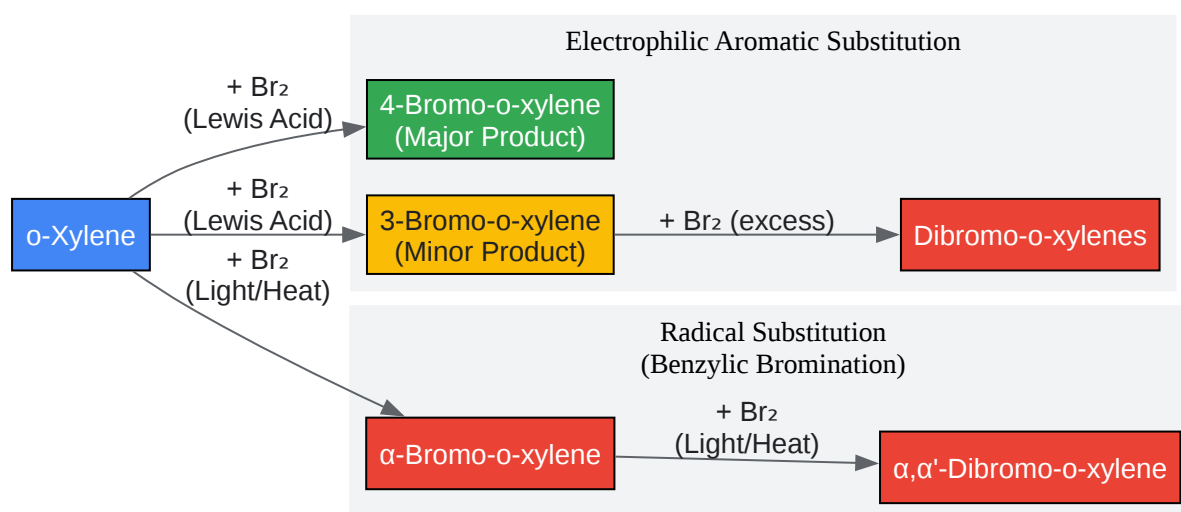 Electrophilic Aromatic Substitution
+ Br₂
(Lewis Acid)
4-Bromo-o-xylene
(Major Product)
o-Xylene
+ Br₂
(Lewis Acid)
3-Bromo-o-xylene
(Minor Product)
+ Br₂ (excess)
Dibromo-o-xylenes
+ Br₂
(Light/Heat)
Radical Substitution
(Benzylic Bromination)
α-Bromo-o-xylene
+ Br₂
(Light/Heat)
α,α'-Dibromo-o-xylene